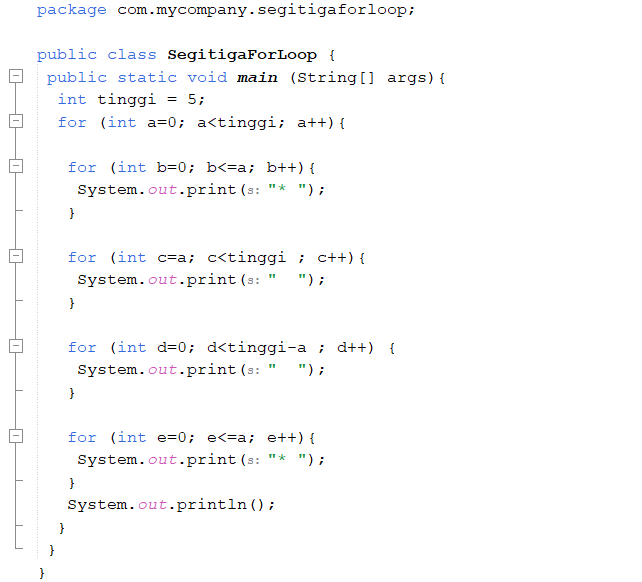 package com.mycompany.segitigaforloop;
public class SegitigaForLoop {
public static void main (String[] args){
int tinggi = 5;
for (int a=0; a<tinggi; a++){
for (int b=0; b<=a; b++){
System.out.print(s: "* ");
}
for (int c=a; c<tinggi ; c++){
System.out.print(s: "  ");
}
for (int d=0; d<tinggi-a ; d++) {
System.out.print(s: "  ");
}
for (int e=0; e<=a; e++){
System.out.print(s: "* ");
}
System.out.println();
}
}
}